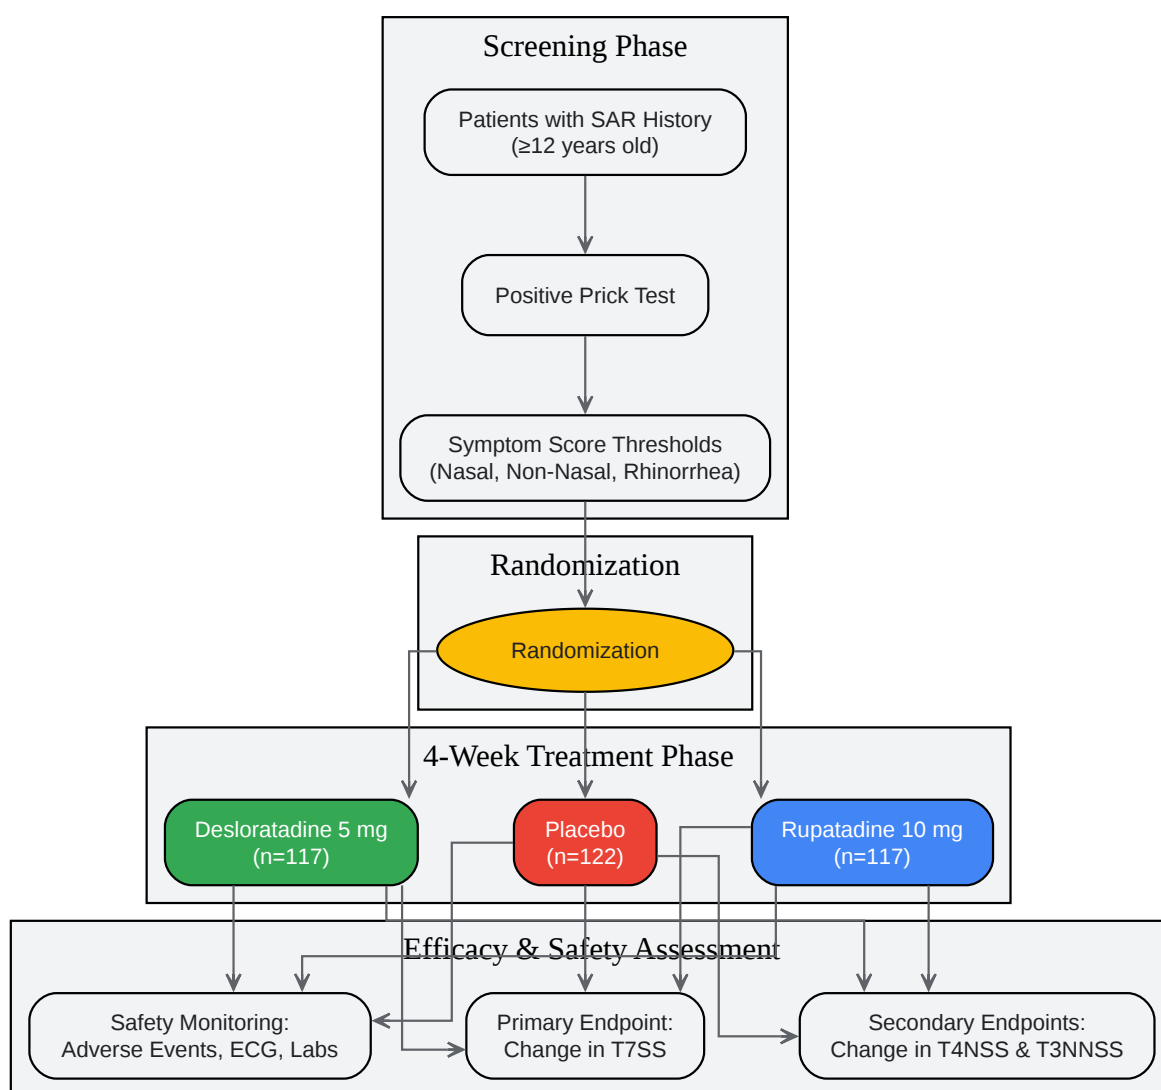 Screening Phase
Patients with SAR History
(≥12 years old)
Positive Prick Test
Symptom Score Thresholds
(Nasal, Non-Nasal, Rhinorrhea)
Randomization
Randomization
4-Week Treatment Phase
Desloratadine 5 mg
(n=117)
Placebo
(n=122)
Rupatadine 10 mg
(n=117)
Efficacy & Safety Assessment
Safety Monitoring:
Adverse Events, ECG, Labs
Primary Endpoint:
Change in T7SS
Secondary Endpoints:
Change in T4NSS & T3NNSS